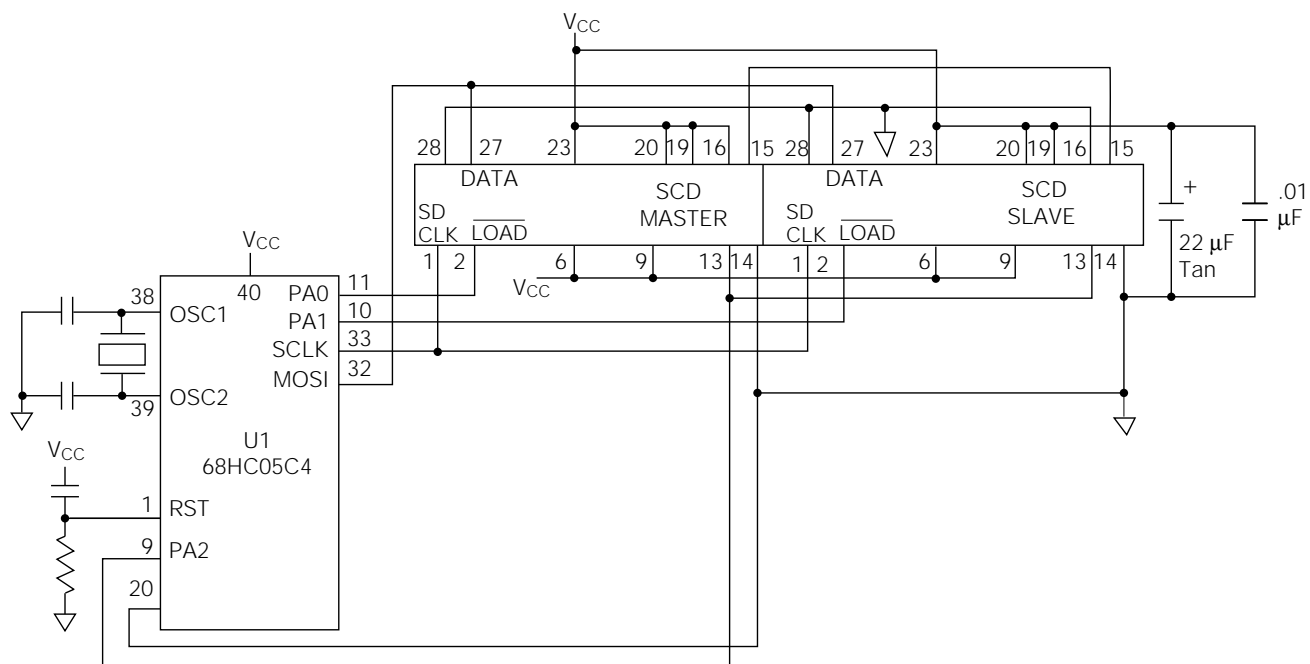 VCC
28 27 23 20 19 16 15 28 27 23 20 19 16 15
DATA SCD MASTER DATA SCD SLAVE
SD CLK LOAD SD CLK LOAD
+
22 µF Tan
.01 µF
1 2 6 9 13 14 1 2 6 9 13 14
VCC
VCC
40
38 OSC1
39 OSC2
PA0 11
PA1 10
SCLK 33
MOSI 32
U1
68HC05C4
VCC
1 RST
9 PA2
20